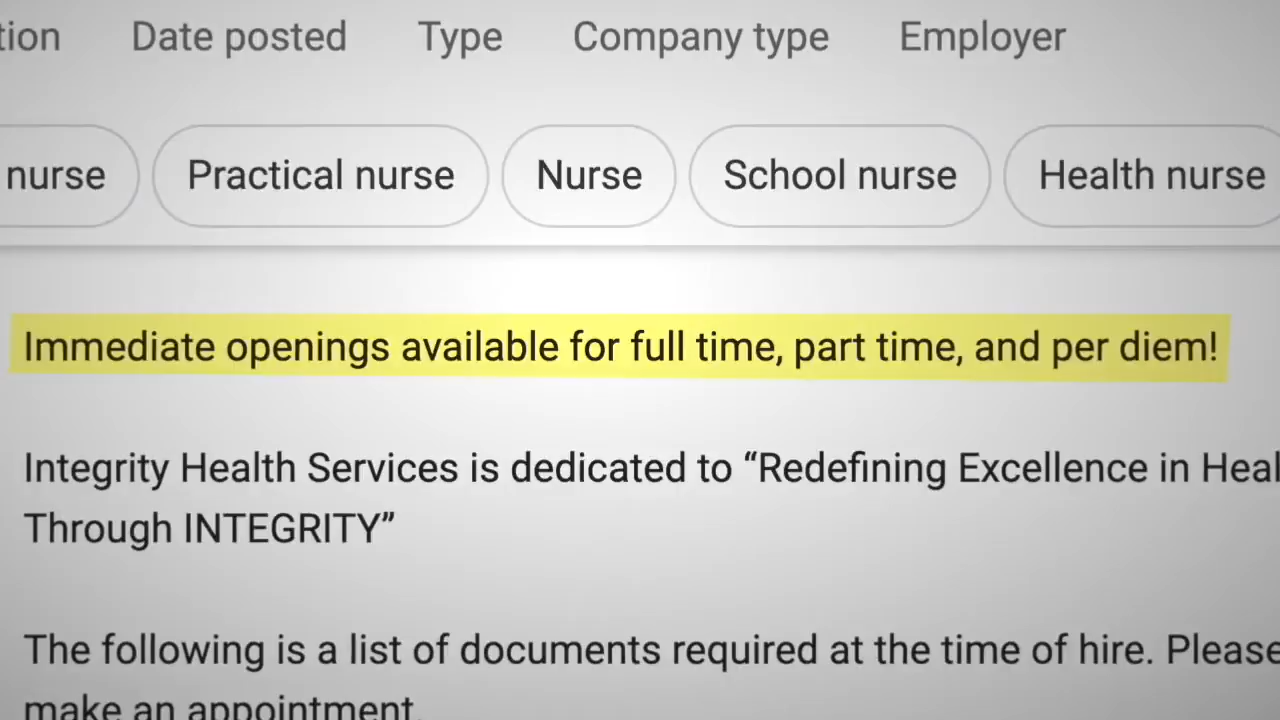 tion Date posted Type Company type Employer
nurse Practical nurse Nurse School nurse Health nurse
Immediate openings available for full time, part time, and per diem!
Integrity Health Services is dedicated to “Redefining Excellence in Heal
Through INTEGRITY”
The following is a list of documents required at the time of hire. Please
make an appointment.